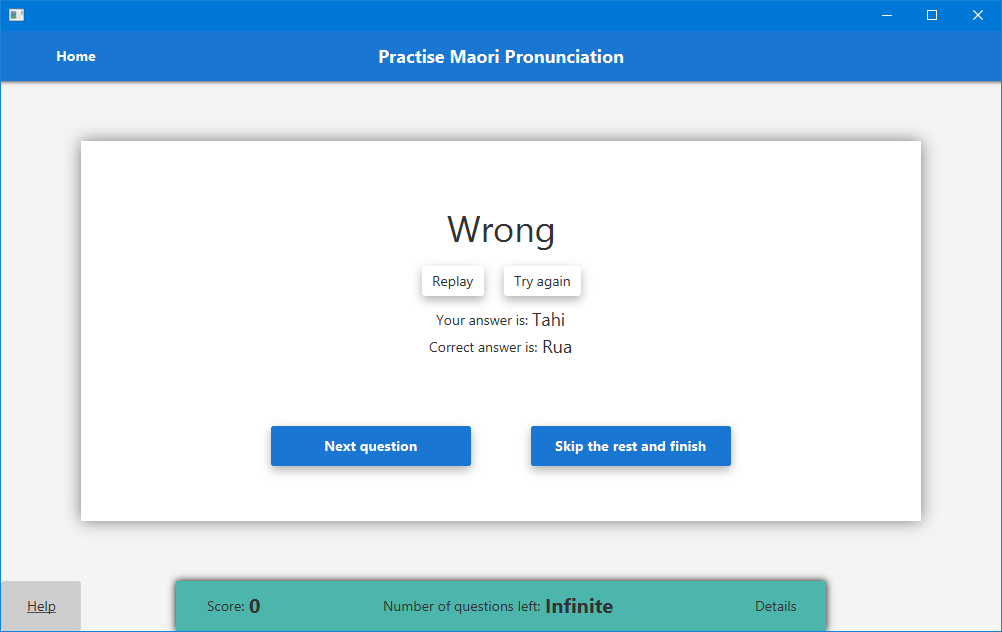 Home
Practise Maori Pronunciation
Wrong
Replay
Try again
Your answer is: Tahi
Correct answer is: Rua
Next question
Skip the rest and finish
Help
Score: 0
Number of questions left: Infinite
Details